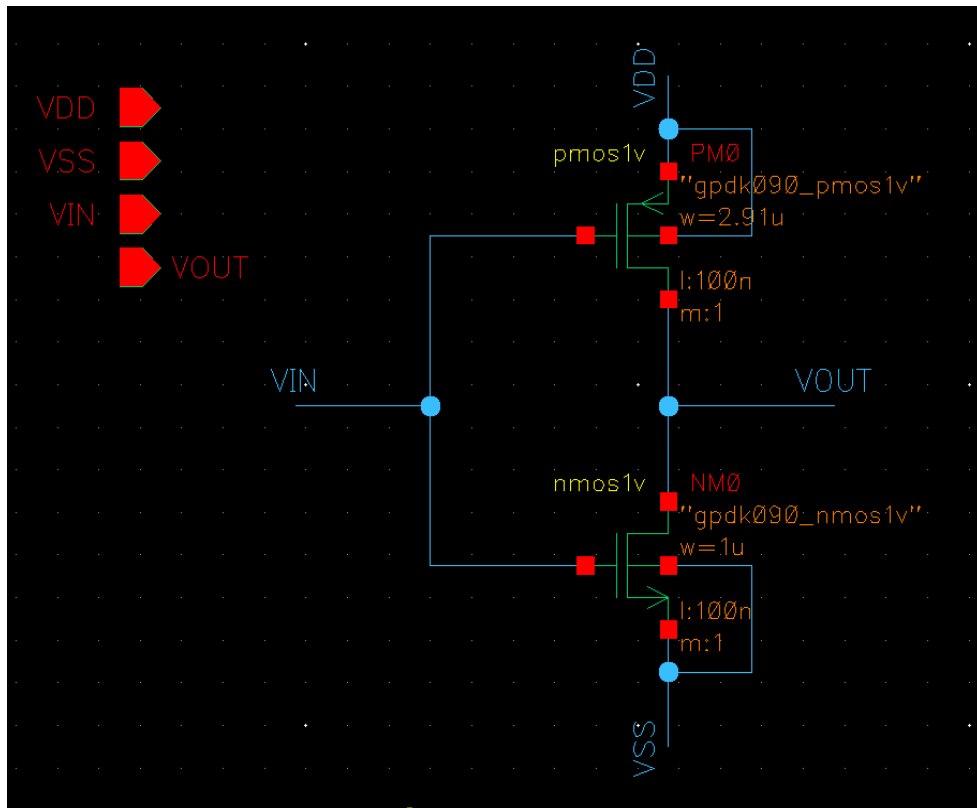 VDD
VSS
VIN
VOUT
VDD
pmos1v
PM0
"gpdk090_pmos1v"
w=2.91u
l:100n
m:1
VIN
VOUT
nmos1v
NM0
"gpdk090_nmos1v"
w=1u
l:100n
m:1
VSS